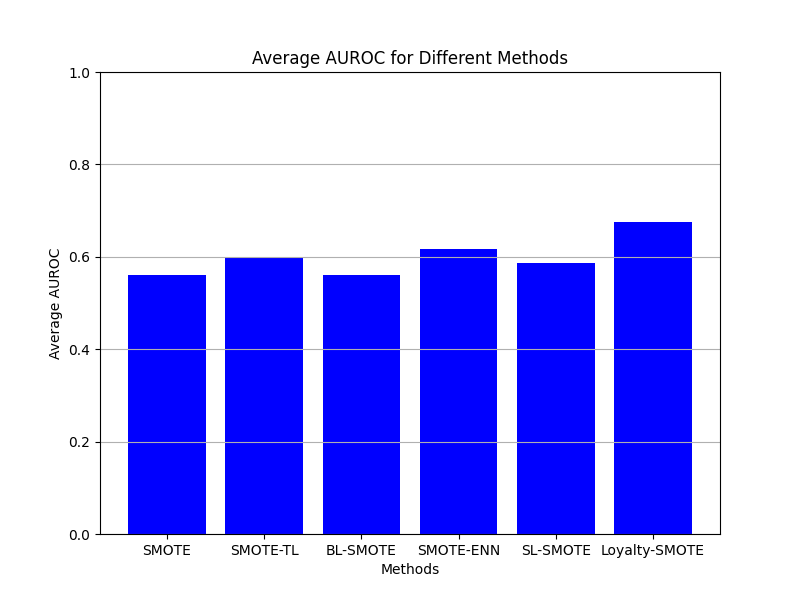 Average AUROC for Different Methods
1.0
0.8
0.6
0.4
0.2
0.0
Average AUROC
SMOTE SMOTE-TL BL-SMOTE SMOTE-ENN SL-SMOTE Loyalty-SMOTE
Methods